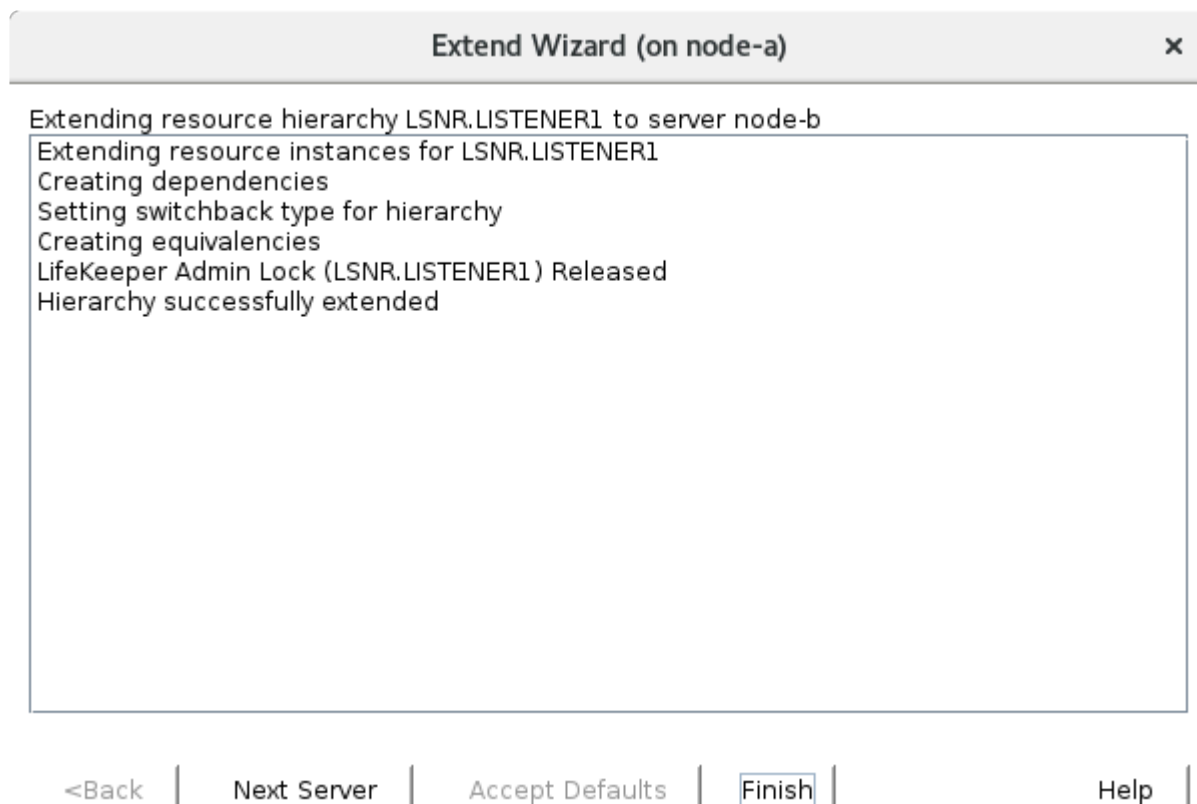 Extend Wizard (on node-a) ×
Extending resource hierarchy LSNR.LISTENER1 to server node-b
Extending resource instances for LSNR.LISTENER1
Creating dependencies
Setting switchback type for hierarchy
Creating equivalencies
LifeKeeper Admin Lock (LSNR.LISTENER1) Released
Hierarchy successfully extended
<Back Next Server Accept Defaults Finish Help